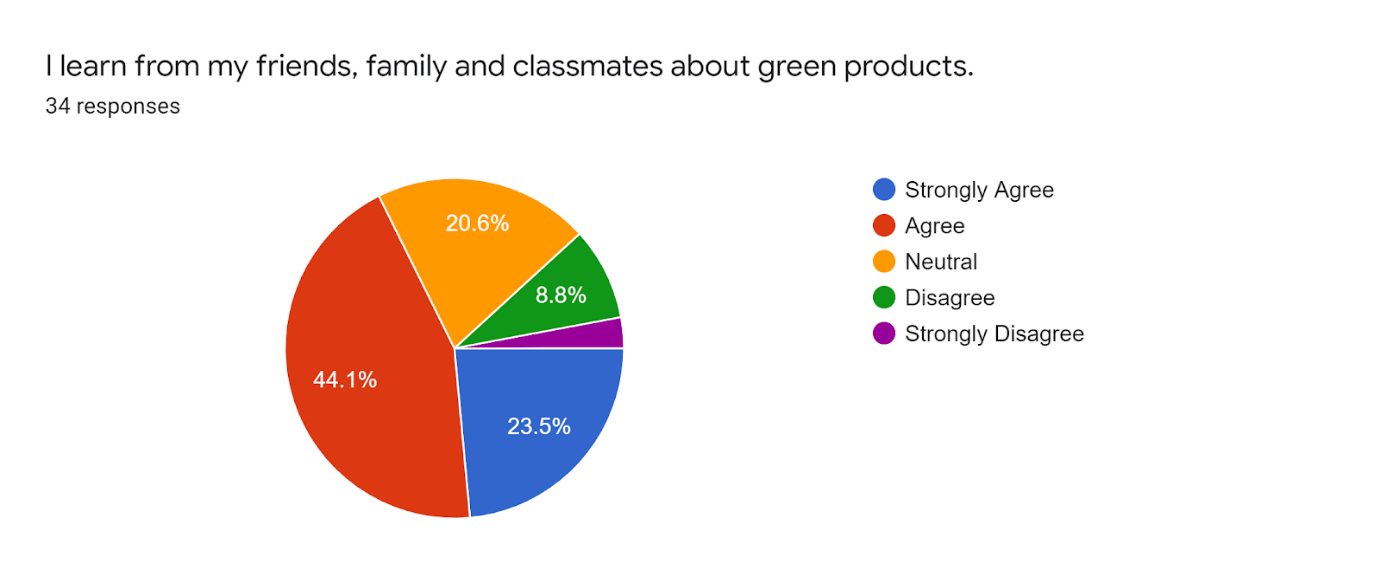 I learn from my friends, family and classmates about green products.
34 responses
20.6%
8.8%
44.1%
23.5%
Strongly Agree
Agree
Neutral
Disagree
Strongly Disagree